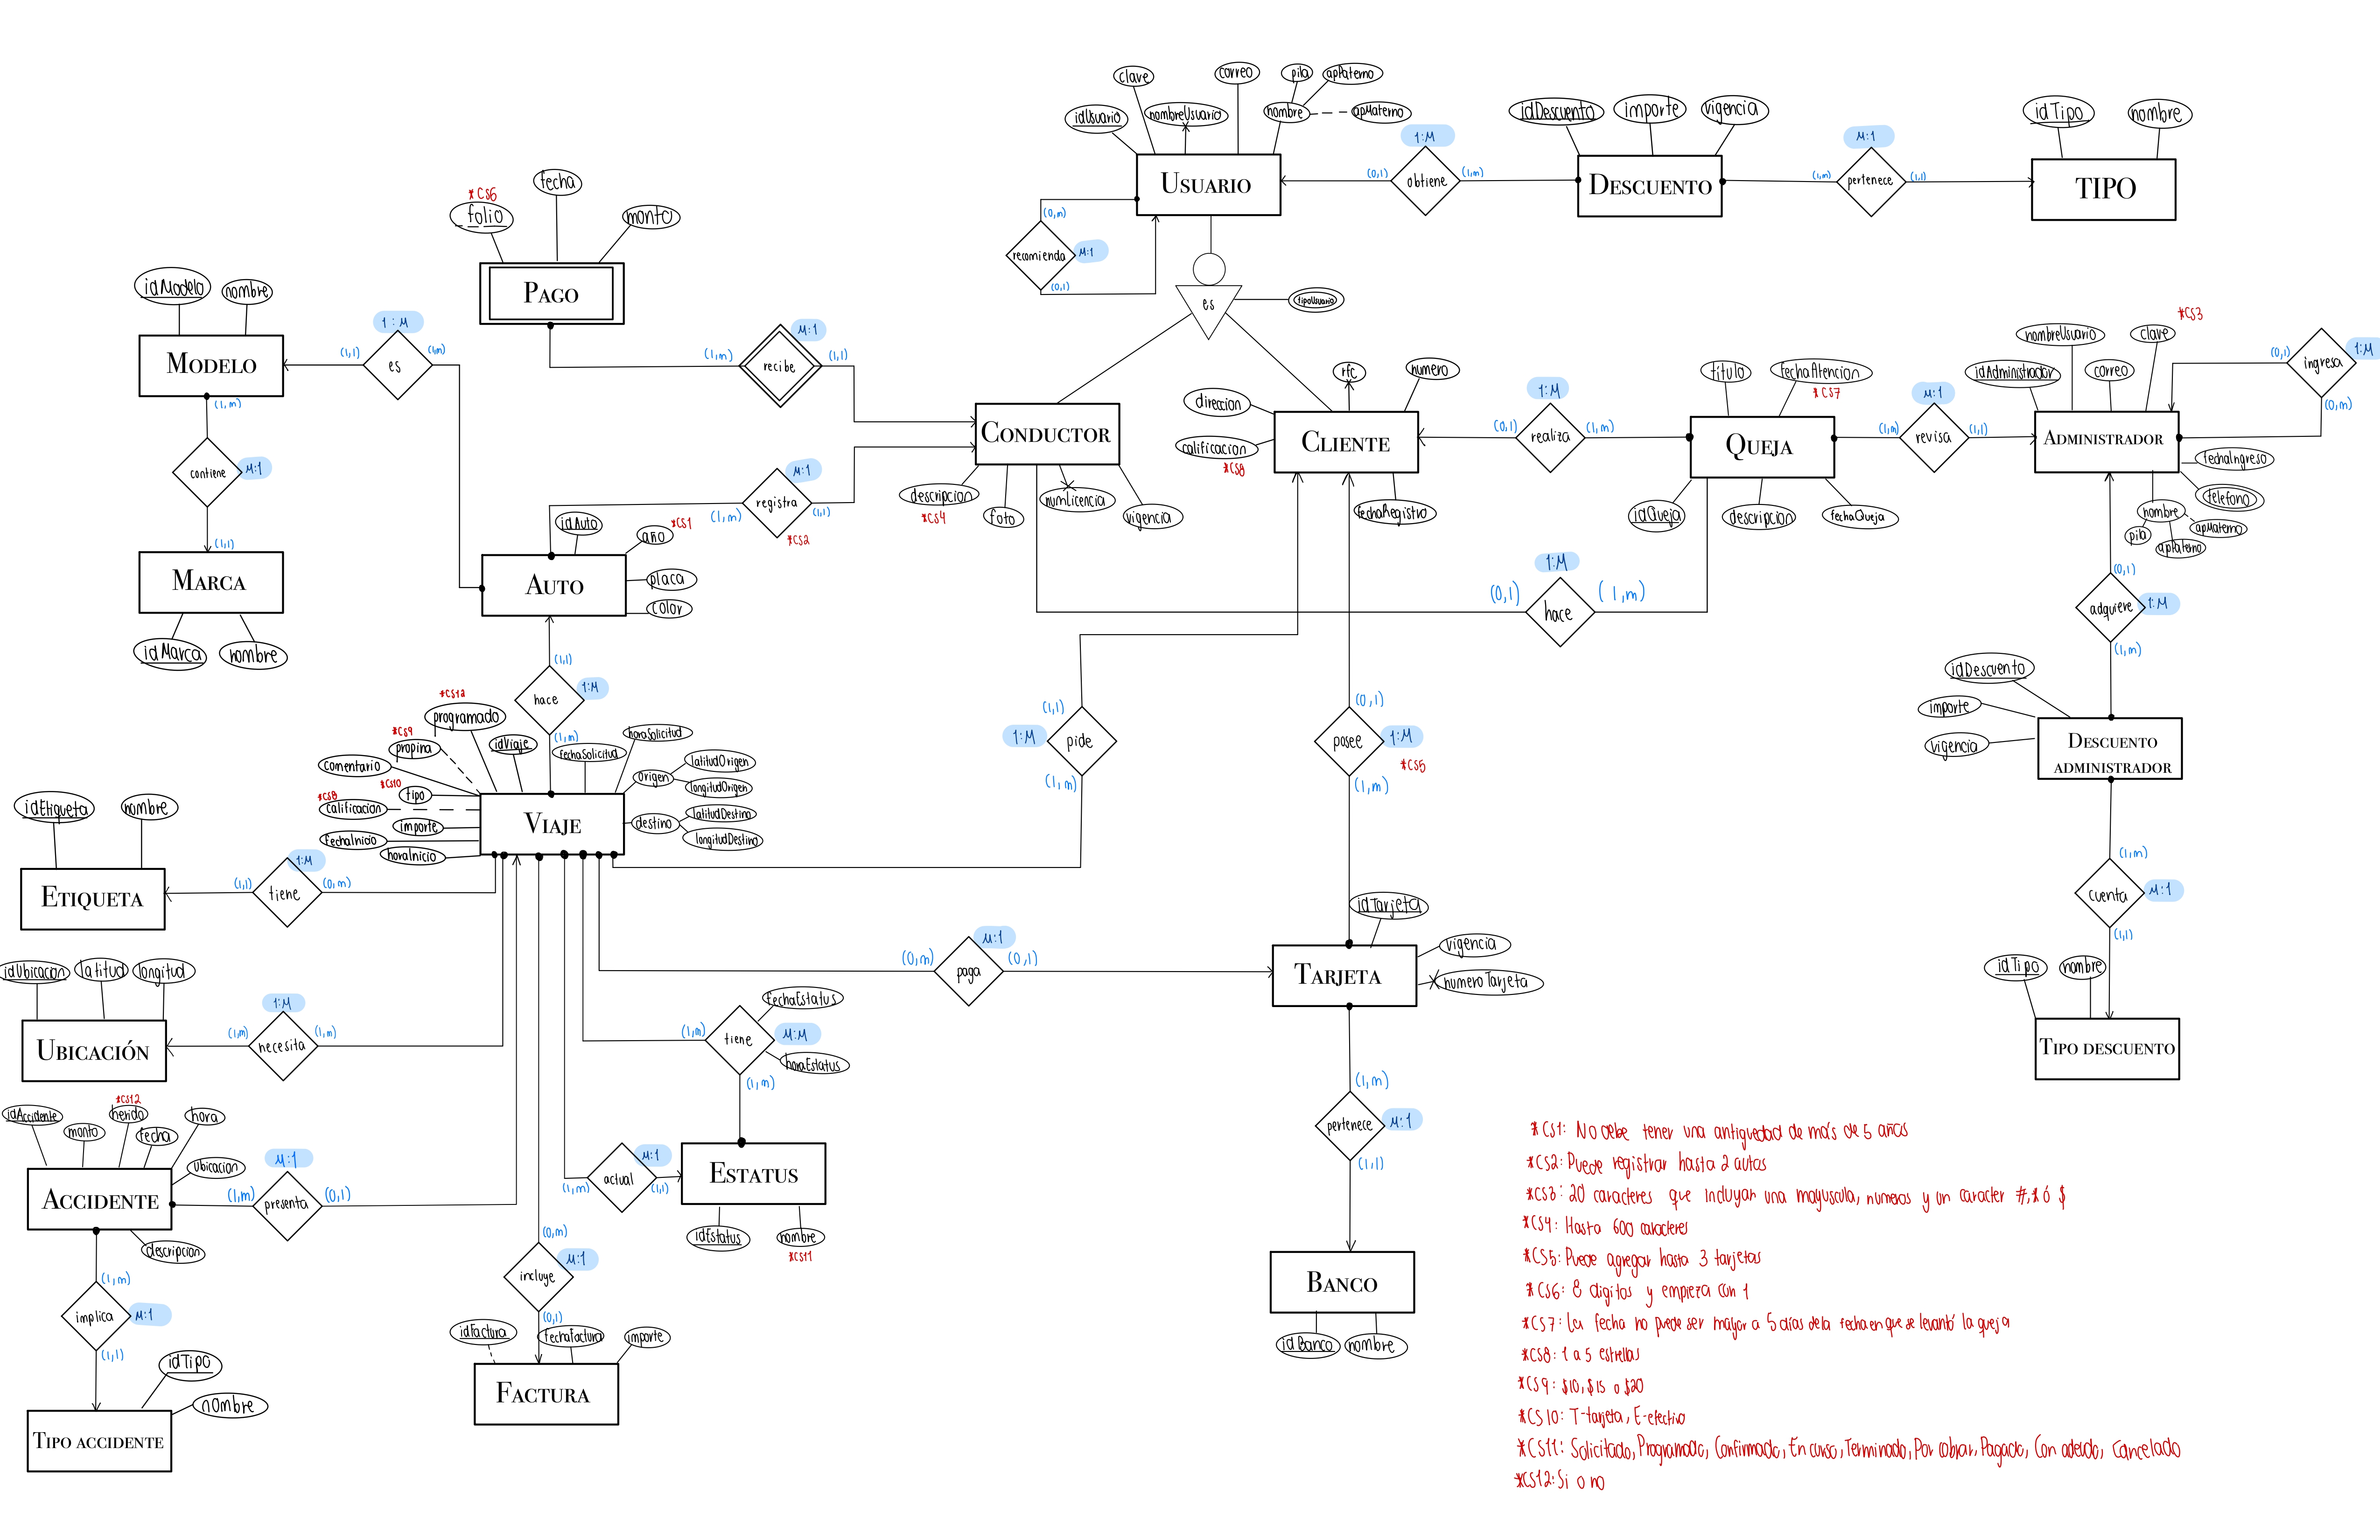 clave
correo
pila
apPaterno
idUsuario
nombreUsuario
nombre
apMaterno
USUARIO
(0,1)
1:M
obtiene
(1,m)
idDescuento
importe
vigencia
DESCUENTO
(1,m)
M:1
pertenece
(1,1)
idTipo
nombre
TIPO
(0,m)
recomienda
M:1
(0,1)
es
tipoUsuario
*CS6
folio
fecha
monto
PAGO
(1,m)
M:1
recibe
(1,1)
idModelo
nombre
MODELO
(1,1)
1:M
es
(1,m)
(1,m)
contiene
M:1
(1,1)
MARCA
idMarca
nombre
CONDUCTOR
descripcion
*CS4
foto
numLicencia
vigencia
(1,m)
M:1
registra
(1,1)
*CS2
idAuto
*CS1
año
AUTO
placa
color
rfc
numero
direccion
calificacion
*CS8
CLIENTE
fechaRegistro
(0,1)
1:M
realiza
(1,m)
titulo
fechaAtencion
*CS7
QUEJA
idQueja
descripcion
fechaQueja
(1,m)
M:1
revisa
(1,1)
*CS3
nombreUsuario
clave
idAdministrador
correo
ADMINISTRADOR
(0,1)
ingresa
1:M
(0,m)
fechaIngreso
telefono
nombre
pila
apMaterno
apPaterno
1:M
(0,1)
hace
(1,m)
(0,1)
adquiere
1:M
(1,m)
idDescuento
importe
vigencia
DESCUENTO
ADMINISTRADOR
(1,m)
cuenta
M:1
(1,1)
idTipo
nombre
TIPO DESCUENTO
(1,1)
hace
1:M
(1,m)
*CS12
programado
*CS9
propina
idViaje
fechaSolicitud
horaSolicitud
comentario
*CS10
tipo
*CS8
calificacion
importe
fechaInicio
horaInicio
VIAJE
origen
latitudOrigen
longitudOrigen
destino
latitudDestino
longitudDestino
(1,1)
1:M
pide
(1,m)
(0,1)
posee
1:M
*CS5
(1,m)
idEtiqueta
nombre
ETIQUETA
(1,1)
1:M
tiene
(0,m)
idUbicacion
latitud
longitud
UBICACIÓN
(1,m)
1:M
necesita
(1,m)
(0,m)
M:1
paga
(0,1)
idTarjeta
vigencia
numeroTarjeta
TARJETA
(1,m)
pertenece
M:1
(1,1)
BANCO
idBanco
nombre
fechaEstatus
(1,m)
tiene
M:M
horaEstatus
(1,m)
(1,m)
M:1
actual
(1,1)
ESTATUS
idEstatus
nombre
*CS11
idAccidente
monto
*CS12
herido
fecha
hora
ubicacion
ACCIDENTE
descripcion
(1,m)
M:1
presenta
(0,1)
(1,m)
implica
M:1
(1,1)
idTipo
nombre
TIPO ACCIDENTE
(0,m)
incluye
M:1
(0,1)
idFactura
fechaFactura
importe
FACTURA
*CS1: No debe tener una antiguedad de más de 5 años
*CS2: Puede registrar hasta 2 autos
*CS3: 20 caracteres que incluyan una mayuscula, numeros y un caracter #,* ó $
*CS4: Hasta 600 caracteres
*CS5: Puede agregar hasta 3 tarjetas
*CS6: 8 digitos y empieza con 1
*CS7: La fecha no puede ser mayor a 5 días de la fecha en que se levantó la queja
*CS8: 1 a 5 estrellas
*CS9: $10, $15 o $20
*CS10: T-tarjeta, E-efectivo
*CS11: Solicitado, Programado, Confirmado, En curso, Terminado, Por cobrar, Pagado, Con adeudo, Cancelado
*CS12: Si o no